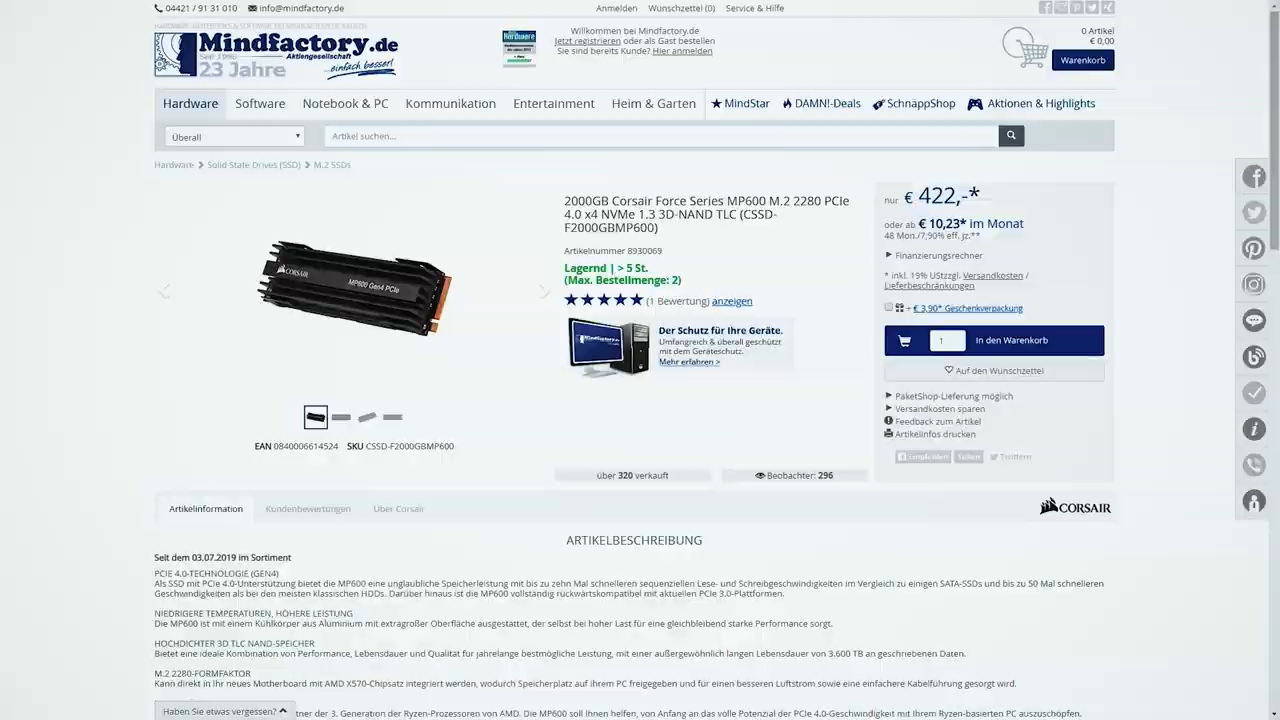 04421 / 91 31 010 info@mindfactory.de
Anmelden Wunschzettel (0) Service & Hilfe
Mindfactory.de
Aktiengesellschaft
Seit 1996
23 Jahre
...einfach besser!
Willkommen bei Mindfactory.de
Jetzt registrieren oder als Gast bestellen
Sie sind bereits Kunde? Hier anmelden
0 Artikel
€ 0,00
Warenkorb
Hardware Software Notebook & PC Kommunikation Entertainment Heim & Garten MindStar DAMN!-Deals SchnäppShop Aktionen & Highlights
Überall Artikel suchen...
Hardware Solid State Drives (SSD) M.2 SSDs
CORSAIR
MP600 Gen4 PCIe
EAN 0840006614524 SKU CSSD-F2000GBMP600
2000GB Corsair Force Series MP600 M.2 2280 PCIe
4.0 x4 NVMe 1.3 3D-NAND TLC (CSSD-
F2000GBMP600)
Artikelnummer 8930069
Lagernd | > 5 St.
(Max. Bestellmenge: 2)
(1 Bewertung) anzeigen
Mindfactory.de
Der Schutz für Ihre Geräte.
Umfangreich & überall geschützt
mit dem Geräteschutz.
Mehr erfahren >
über 320 verkauft Beobachter: 296
nur € 422,-*
oder ab € 10,23* im Monat
48 Mon./7,90% eff. Jz.**
Finanzierungsrechner
* inkl. 19% USt zzgl. Versandkosten /
Lieferbeschränkungen
+ € 3,90* Geschenkverpackung
1 In den Warenkorb
Auf den Wunschzettel
PaketShop-Lieferung möglich
Versandkosten sparen
Feedback zum Artikel
Artikelinfos drucken
Empfehlen Teilen Twittern
Artikelinformation Kundenbewertungen Über Corsair CORSAIR
ARTIKELBESCHREIBUNG
Seit dem 03.07.2019 im Sortiment
PCIE 4.0-TECHNOLOGIE (GEN4)
Als SSD mit PCIe 4.0-Unterstützung bietet die MP600 eine unglaubliche Speicherleistung mit bis zu zehn Mal schnelleren sequenziellen Lese- und Schreibgeschwindigkeiten im Vergleich zu einigen SATA-SSDs und bis zu 50 Mal schnelleren
Geschwindigkeiten als bei den meisten klassischen HDDs. Darüber hinaus ist die MP600 vollständig rückwärtskompatibel mit aktuellen PCIe 3.0-Plattformen.
NIEDRIGERE TEMPERATUREN, HÖHERE LEISTUNG
Die MP600 ist mit einem Kühlkörper aus Aluminium mit extragroßer Oberfläche ausgestattet, der selbst bei hoher Last für eine gleichbleibend starke Performance sorgt.
HOCHDICHTER 3D TLC NAND-SPEICHER
Bietet eine ideale Kombination von Performance, Lebensdauer und Qualität für jahrelange bestmögliche Leistung, mit einer außergewöhnlich langen Lebensdauer von 3.600 TB an geschriebenen Daten.
M.2 2280-FORMFAKTOR
Kann direkt in Ihr neues Motherboard mit AMD X570-Chipsatz integriert werden, wodurch Speicherplatz auf ihrem PC freigegeben und für einen besseren Luftstrom sowie eine einfachere Kabelführung gesorgt wird.
Haben Sie etwas vergessen? tner der 3. Generation der Ryzen-Prozessoren von AMD. Die MP600 soll Ihnen helfen, von Anfang an das volle Potenzial der PCIe 4.0-Geschwindigkeit mit Ihrem Ryzen-basierten PC auszuschöpfen.